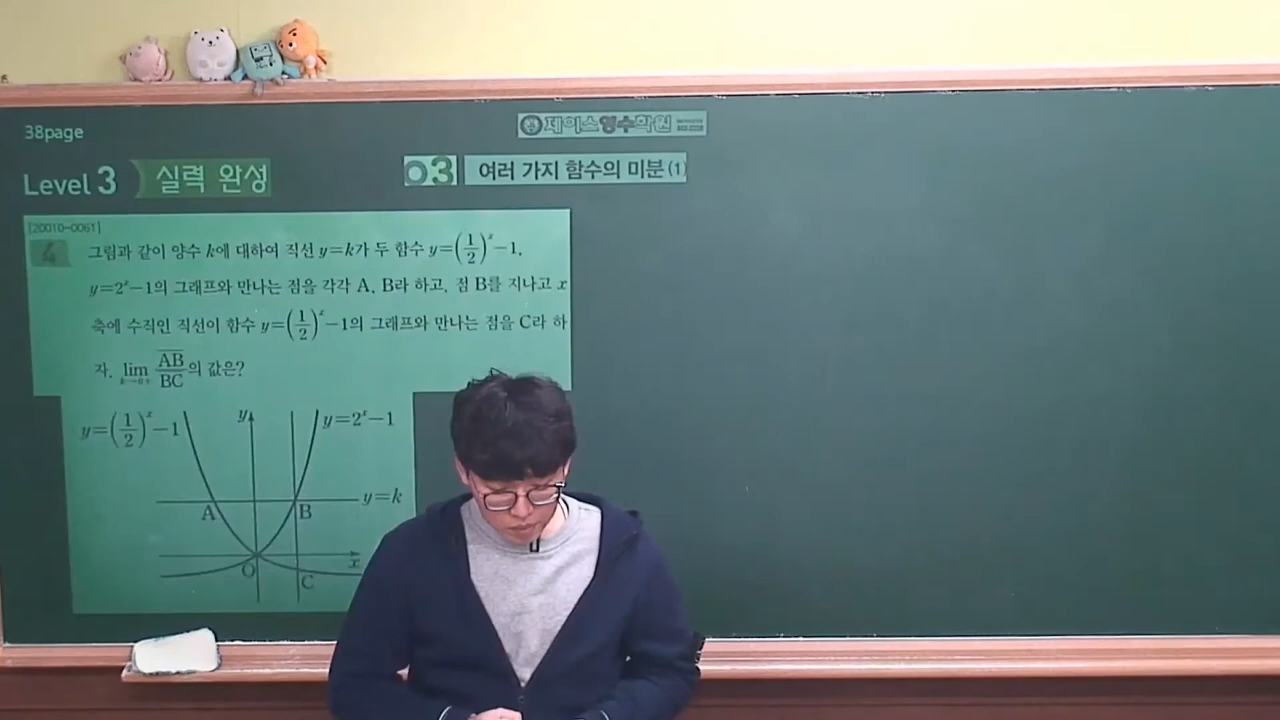 38page
제이스영수학원
Level 3 실력 완성
03 여러 가지 함수의 미분 (1)
[20010-0061]
4 그림과 같이 양수 k에 대하여 직선 y=k가 두 함수 y=(1/2)^x-1,
y=2^x-1의 그래프와 만나는 점을 각각 A, B라 하고, 점 B를 지나고 x
축에 수직인 직선이 함수 y=(1/2)^x-1의 그래프와 만나는 점을 C라 하
자. lim k→0+ AB/BC의 값은?
y=(1/2)^x-1
y
y=2^x-1
y=k
A
B
O
x
C